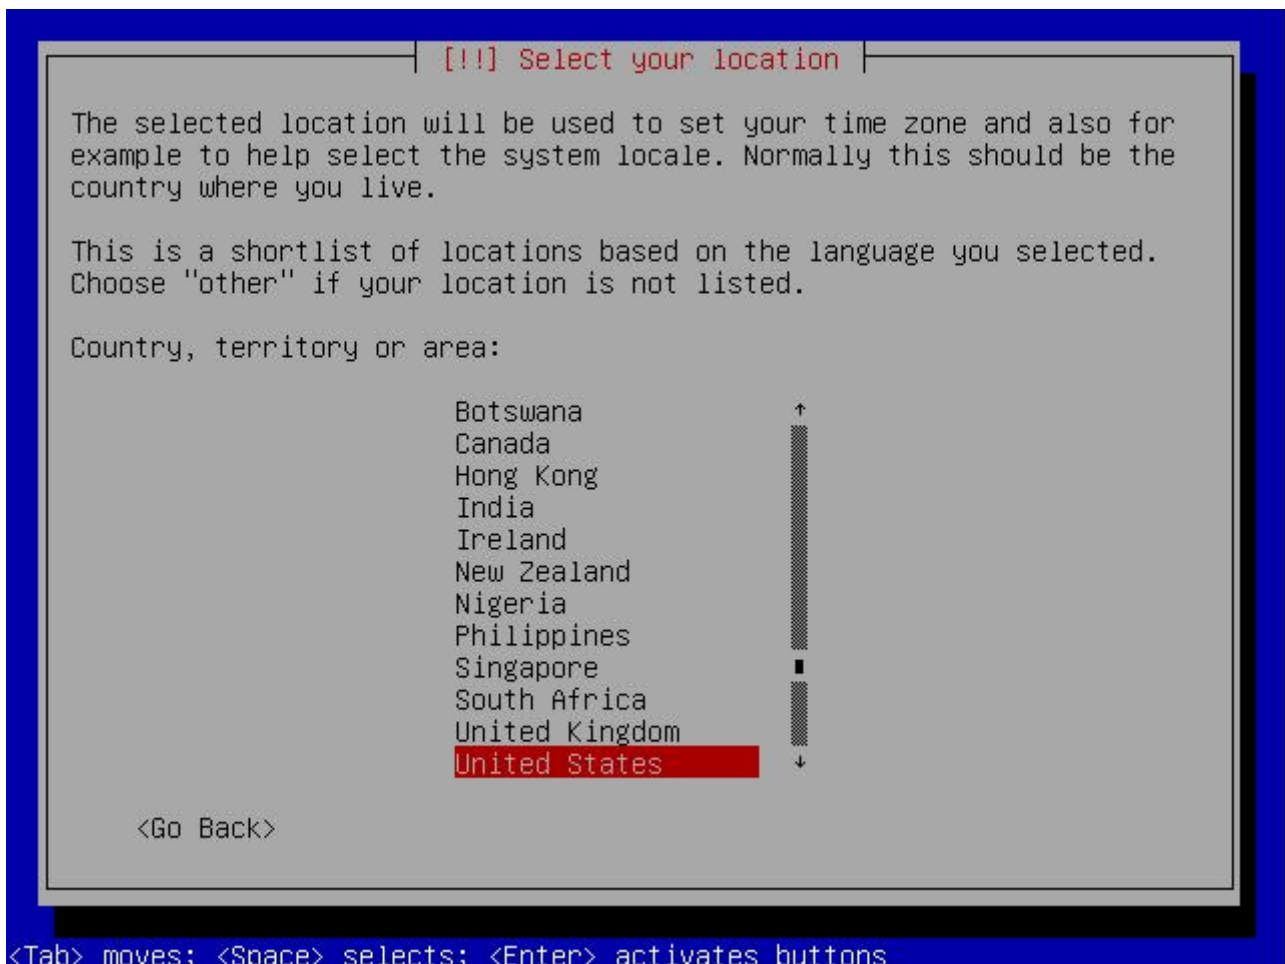 [!!] Select your location
The selected location will be used to set your time zone and also for
example to help select the system locale. Normally this should be the
country where you live.
This is a shortlist of locations based on the language you selected.
Choose "other" if your location is not listed.
Country, territory or area:
Botswana
Canada
Hong Kong
India
Ireland
New Zealand
Nigeria
Philippines
Singapore
South Africa
United Kingdom
United States
<Go Back>
<Tab> moves; <Space> selects; <Enter> activates buttons